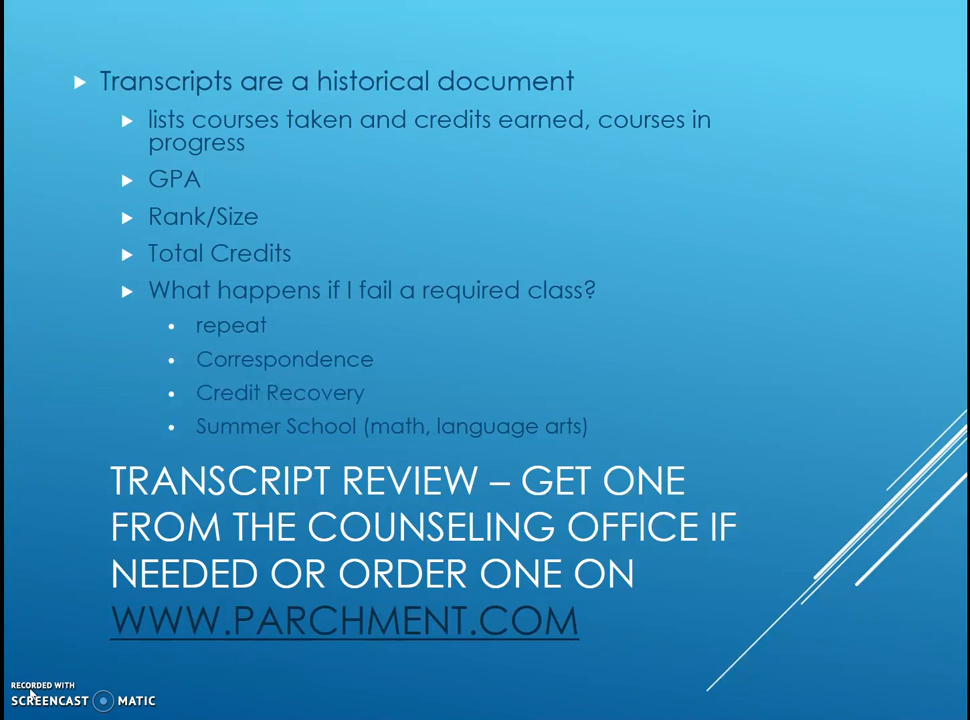 Transcripts are a historical document
lists courses taken and credits earned, courses in
progress
GPA
Rank/Size
Total Credits
What happens if I fail a required class?
repeat
Correspondence
Credit Recovery
Summer School (math, language arts)
TRANSCRIPT REVIEW – GET ONE
FROM THE COUNSELING OFFICE IF
NEEDED OR ORDER ONE ON
WWW.PARCHMENT.COM
RECORDED WITH
SCREENCAST MATIC